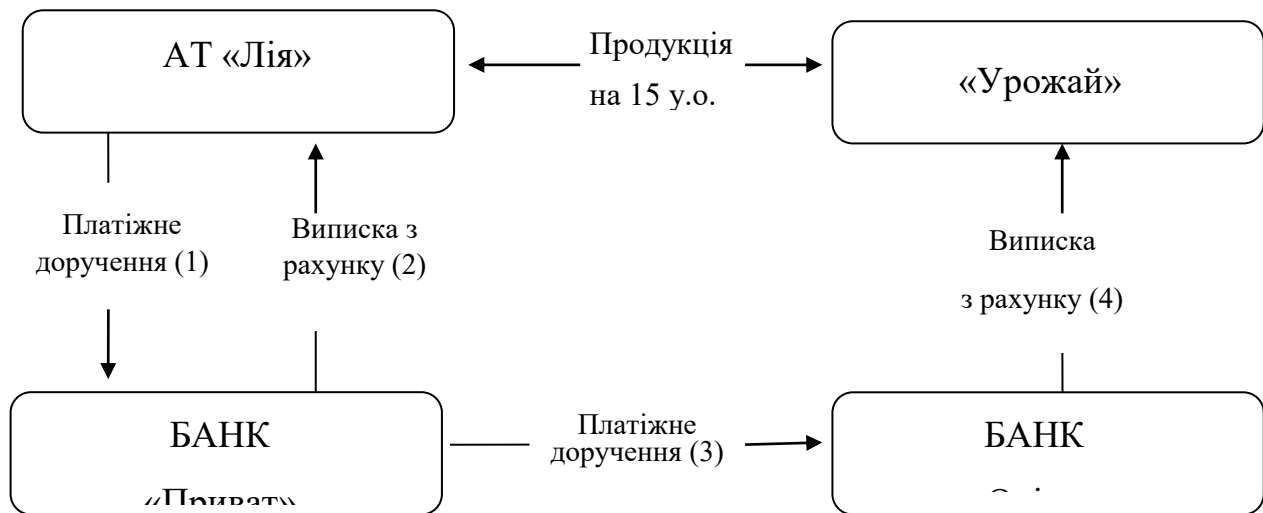 АТ «Лія»
Продукція
на 15 у.о.
«Урожай»
Платіжне
доручення (1)
Виписка з
рахунку (2)
Виписка
з рахунку (4)
БАНК
«Приват»
Платіжне
доручення (3)
БАНК